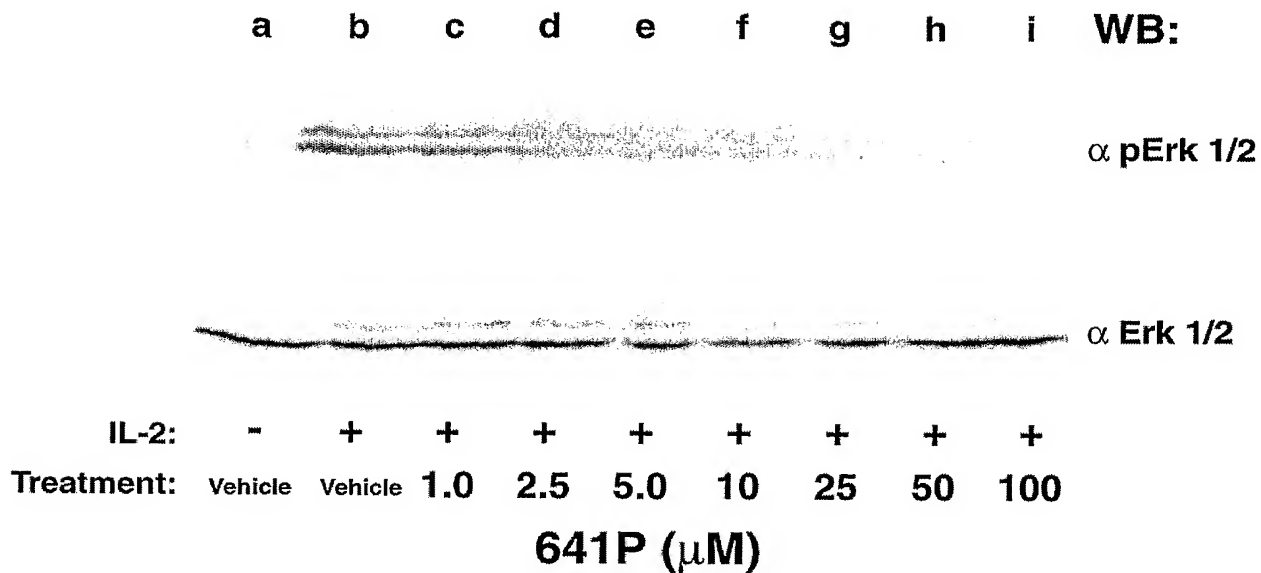 a b c d e f g h i WB:
α pErk 1/2
α Erk 1/2
IL-2: - + + + + + + + +
Treatment: Vehicle Vehicle 1.0 2.5 5.0 10 25 50 100
641P (μM)